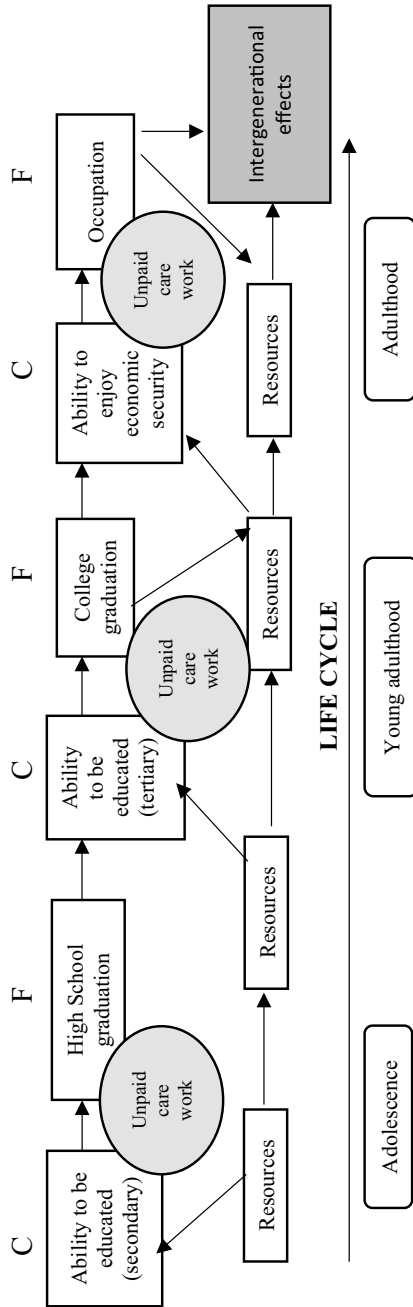 C
F
C
F
C
F
Ability to be
educated
(secondary)
High School
graduation
Ability
to be
educated
(tertiary)
College
graduation
Ability to
enjoy
economic
security
Occupation
Unpaid
care
work
Unpaid
care
work
Unpaid
care
work
Resources
Resources
Resources
Resources
Intergenerational
effects
LIFE CYCLE
Adolescence
Young adulthood
Adulthood